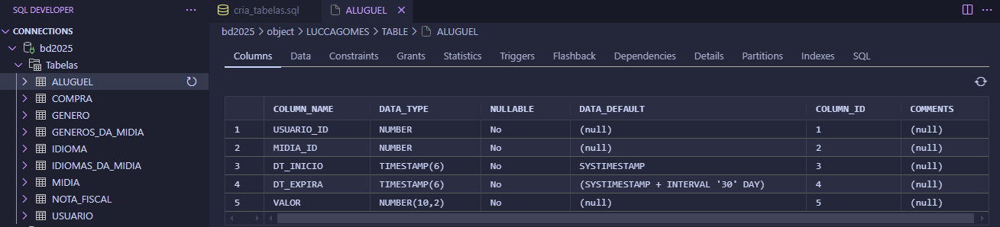 SQL DEVELOPER ...
cria_tabelas.sql ALUGUEL ...
CONNECTIONS
bd2025
Tabelas
ALUGUEL
COMPRA
GENERO
GENEROS_DA_MIDIA
IDIOMA
IDIOMAS_DA_MIDIA
MIDIA
NOTA_FISCAL
USUARIO
bd2025 > object > LUCCAGOMES > TABLE > ALUGUEL
Columns Data Constraints Grants Statistics Triggers Flashback Dependencies Details Partitions Indexes SQL
COLUMN_NAME DATA_TYPE NULLABLE DATA_DEFAULT COLUMN_ID COMMENTS
1 USUARIO_ID NUMBER No (null) 1 (null)
2 MIDIA_ID NUMBER No (null) 2 (null)
3 DT_INICIO TIMESTAMP(6) No SYSTIMESTAMP 3 (null)
4 DT_EXPIRA TIMESTAMP(6) No (SYSTIMESTAMP + INTERVAL '30' DAY) 4 (null)
5 VALOR NUMBER(10,2) No (null) 5 (null)